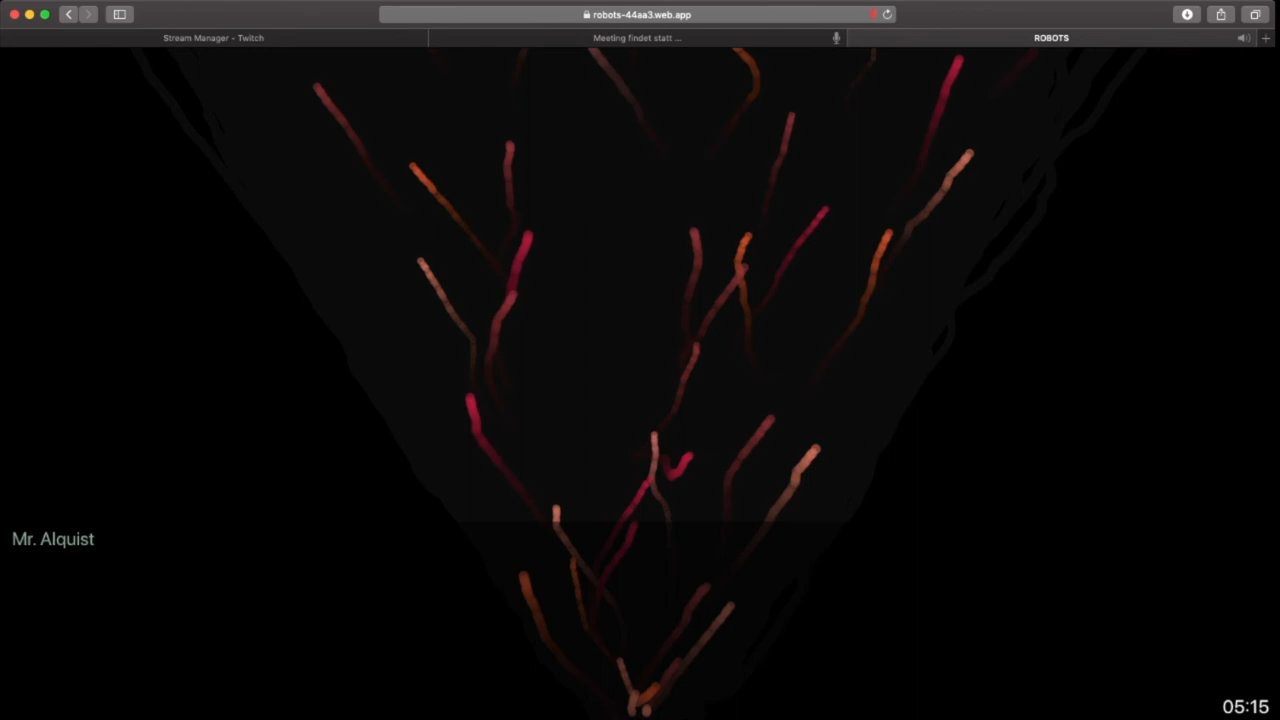 robots-44aa3.web.app
Stream Manager - Twitch
Meeting findet statt ...
ROBOTS
Mr. Alquist
05:15